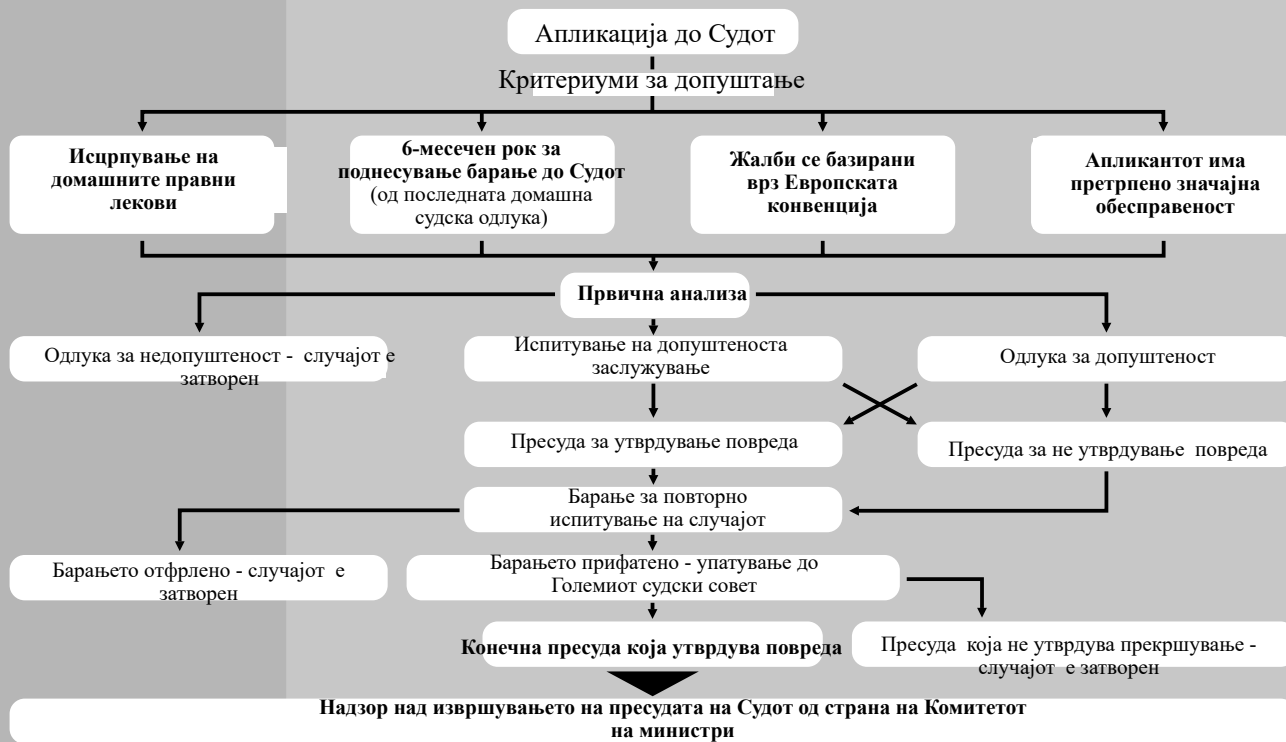 Апликација до Судот
Критериуми за допуштање
Исцрпување на
домашните правни
лекови
6-месечен рок за
поднесување барање до Судот
(од последната домашна
судска одлука)
Жалби се базирани
врз Европската
конвенција
Апликантот има
претрпено значајна
обесправеност
Првична анализа
Одлука за недопуштеност - случајот е
затворен
Испитување на допуштеноста
заслужување
Одлука за допуштеност
Пресуда за утврдување повреда
Пресуда за не утврдување повреда
Барање за повторно
испитување на случајот
Барањето отфрлено - случајот е
затворен
Барањето прифатено - упатување до
Големиот судски совет
Конечна пресуда која утврдува повреда
Пресуда која не утврдува прекршување -
случајот е затворен
Надзор над извршувањето на пресудата на Судот од страна на Комитетот
на министри